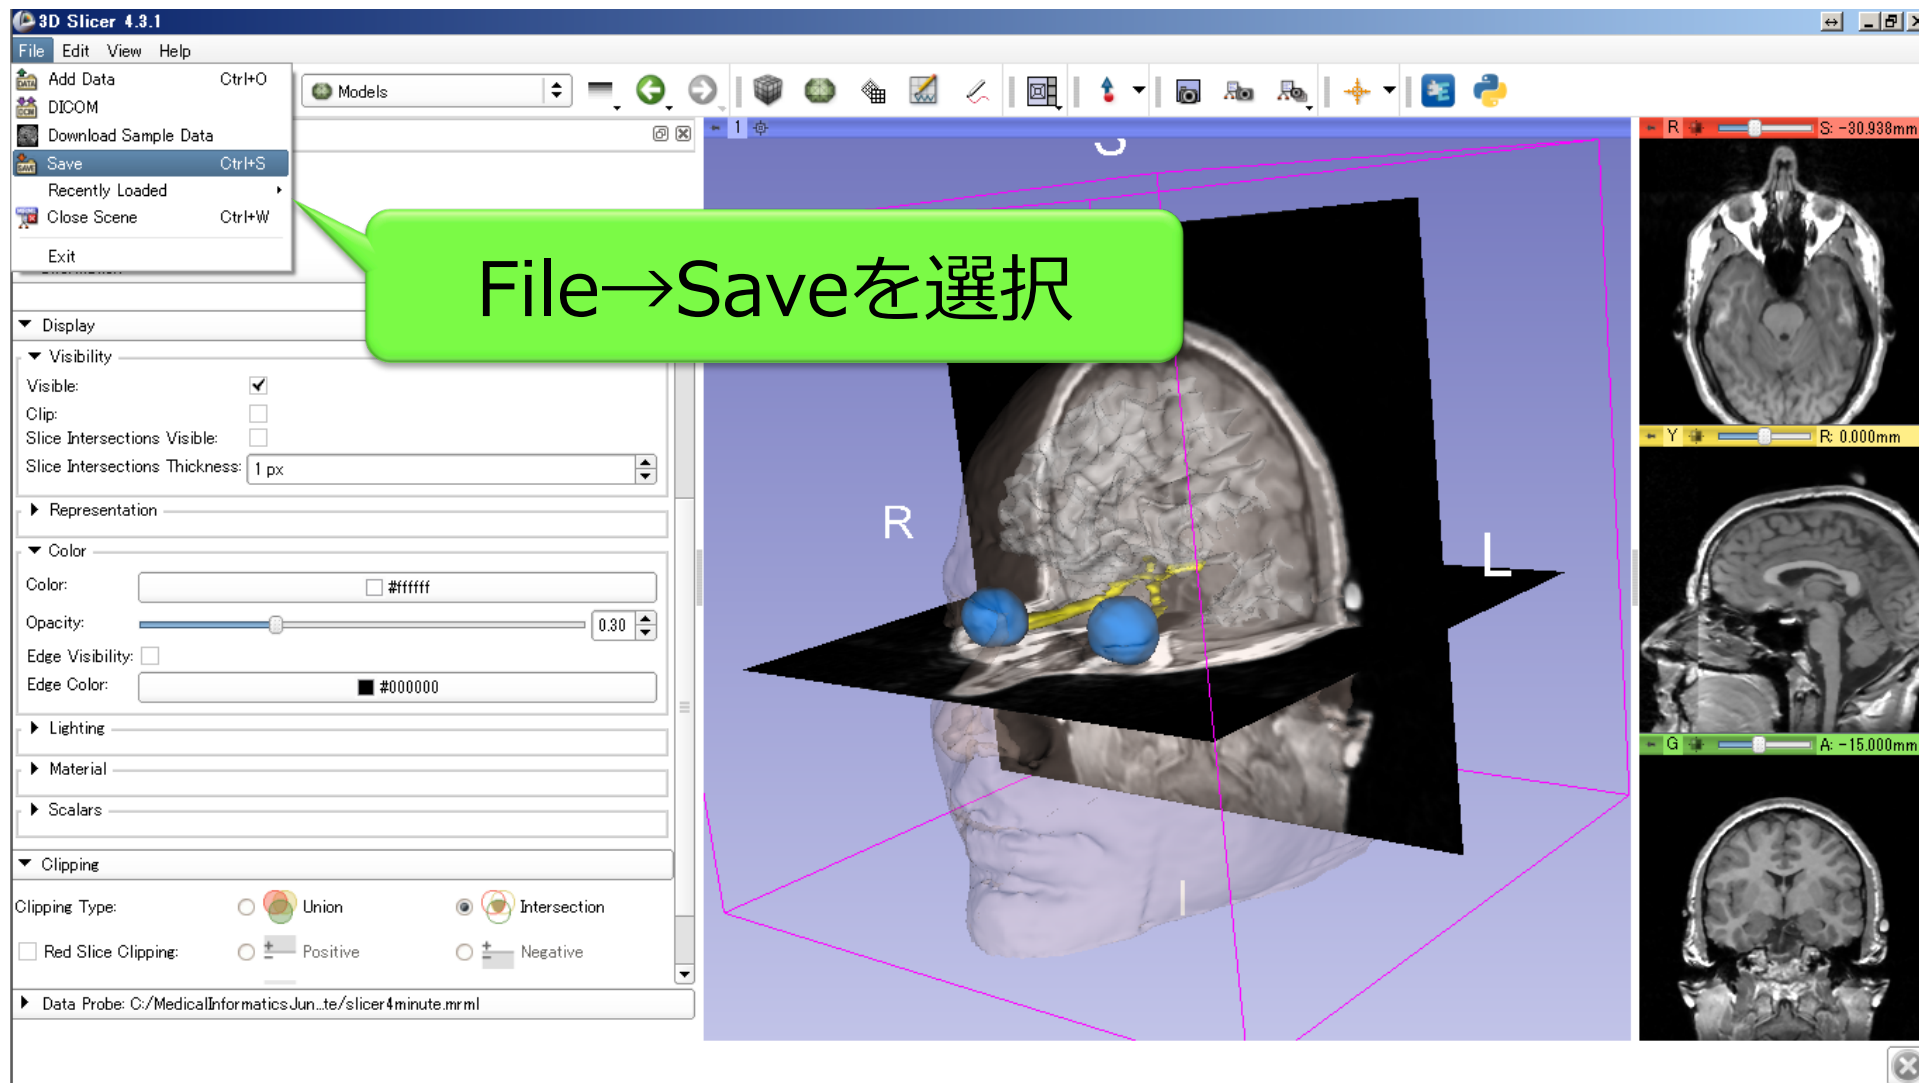 3D Slicer 4.3.1
File Edit View Help
Add Data Ctrl+O
DICOM
Download Sample Data
Save Ctrl+S
Recently Loaded
Close Scene Ctrl+W
Exit
Models
File→Saveを選択
Display
Visibility
Visible:
Clip:
Slice Intersections Visible:
Slice Intersections Thickness: 1 px
Representation
Color
Color: #ffffff
Opacity: 0.30
Edge Visibility:
Edge Color: #000000
Lighting
Material
Scalars
Clipping
Clipping Type: Union Intersection
Red Slice Clipping: Positive Negative
Data Probe: C:/MedicalInformaticsJun...te/slicer4minute.mrml
1
S
R
L
I
R S: -30.938mm
Y R: 0.000mm
G A: -15.000mm